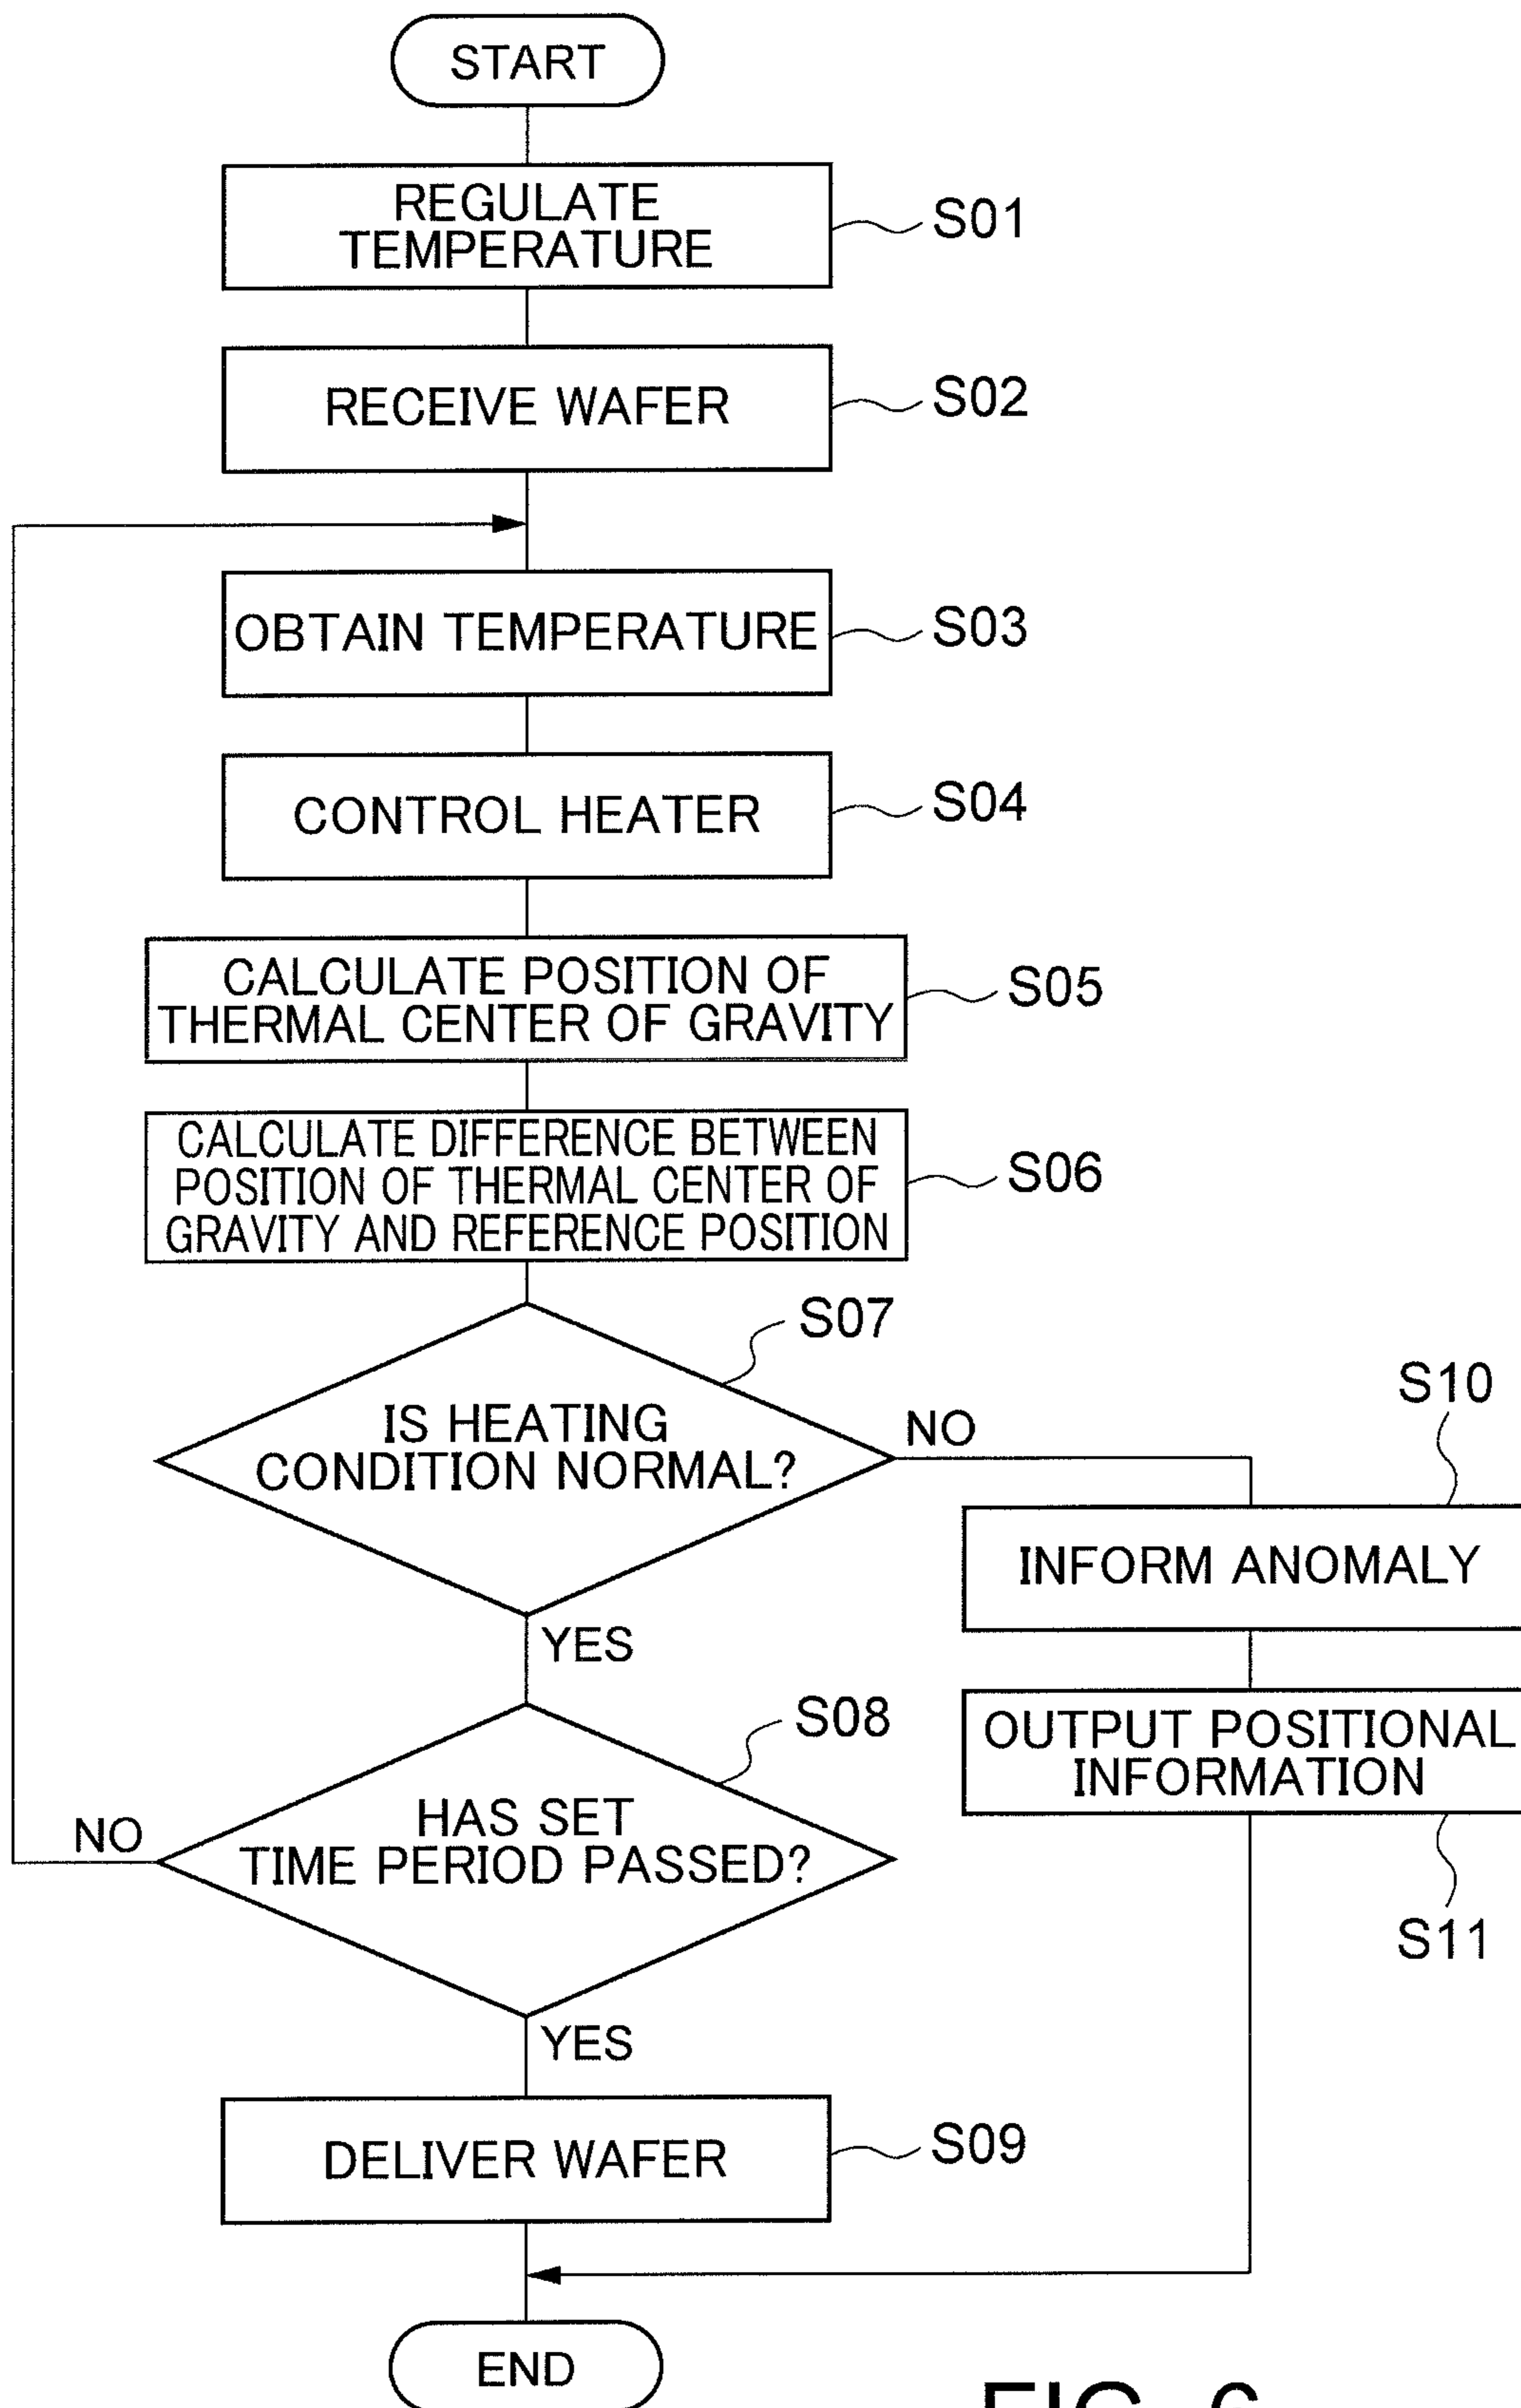 START
REGULATE
TEMPERATURE
S01
RECEIVE WAFER
S02
OBTAIN TEMPERATURE
S03
CONTROL HEATER
S04
CALCULATE POSITION OF
THERMAL CENTER OF GRAVITY
S05
CALCULATE DIFFERENCE BETWEEN
POSITION OF THERMAL CENTER OF
GRAVITY AND REFERENCE POSITION
S06
S07
IS HEATING
CONDITION NORMAL?
NO
S10
INFORM ANOMALY
YES
OUTPUT POSITIONAL
INFORMATION
S11
S08
HAS SET
TIME PERIOD PASSED?
NO
YES
DELIVER WAFER
S09
END
FIG. 6